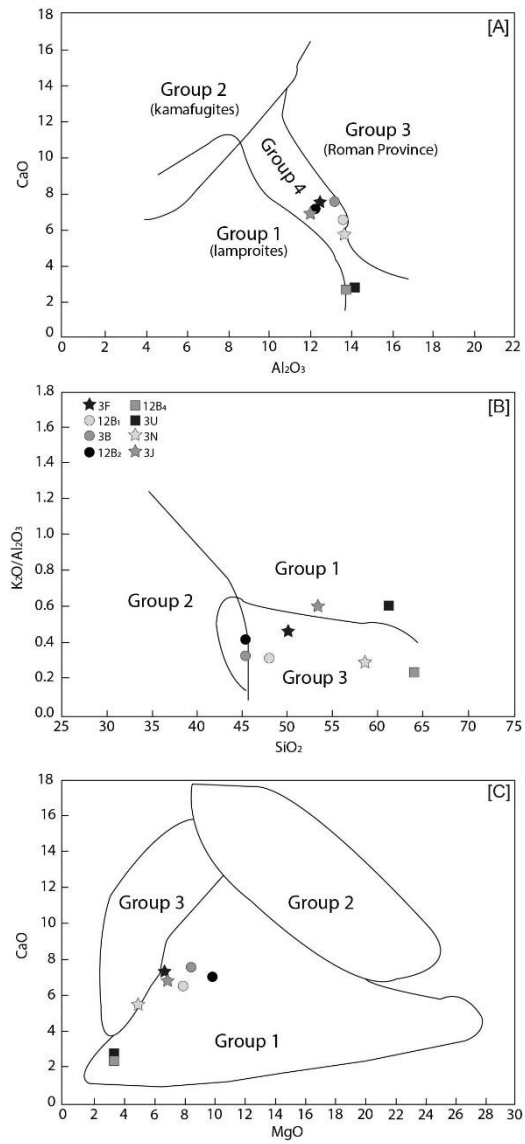 [A]
18
16
14
12
10
8
6
4
2
0
CaO
Group 2
(kamafugites)
Group 3
(Roman Province)
Group 4
Group 1
(lamproites)
0 2 4 6 8 10 12 14 16 18 20 22
Al₂O₃
[B]
1.8
1.6
1.4
1.2
1.0
0.8
0.6
0.4
0.2
0.0
K₂O/Al₂O₃
3F 12B₄
12B₁ 3U
3B 3N
12B₂ 3J
Group 1
Group 2
Group 3
25 30 35 40 45 50 55 60 65 70 75
SiO₂
[C]
18
16
14
12
10
8
6
4
2
0
CaO
Group 3
Group 2
Group 1
0 2 4 6 8 10 12 14 16 18 20 22 24 26 28 30
MgO